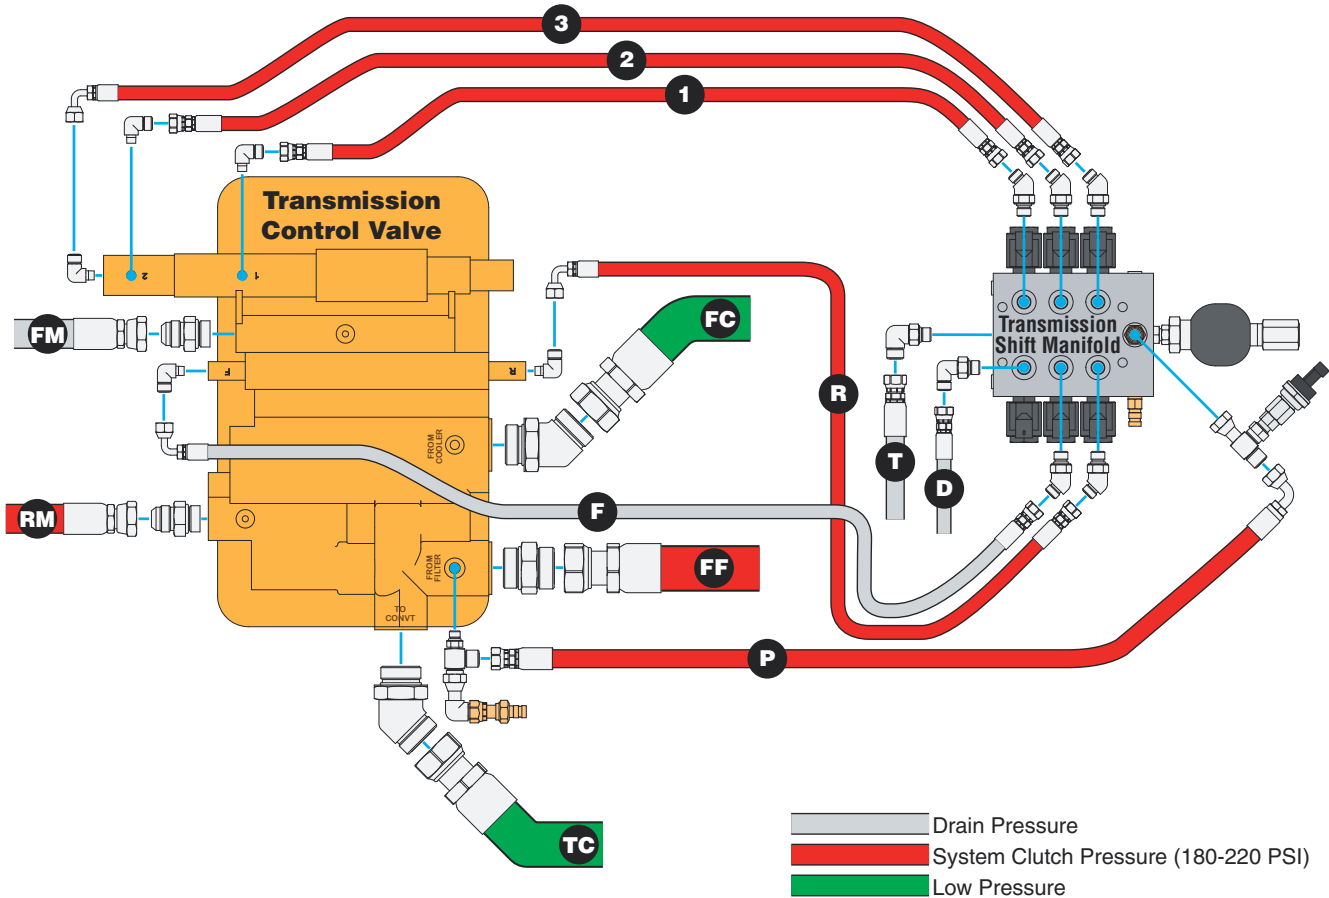 3
2
1
Transmission
Control Valve
2
1
FM
FC
F
R
Transmission
Shift Manifold
R
FROM
COOLER
T
D
RM
F
FROM
FILTER
FF
TO
CONVT
P
TC
Drain Pressure
System Clutch Pressure (180-220 PSI)
Low Pressure